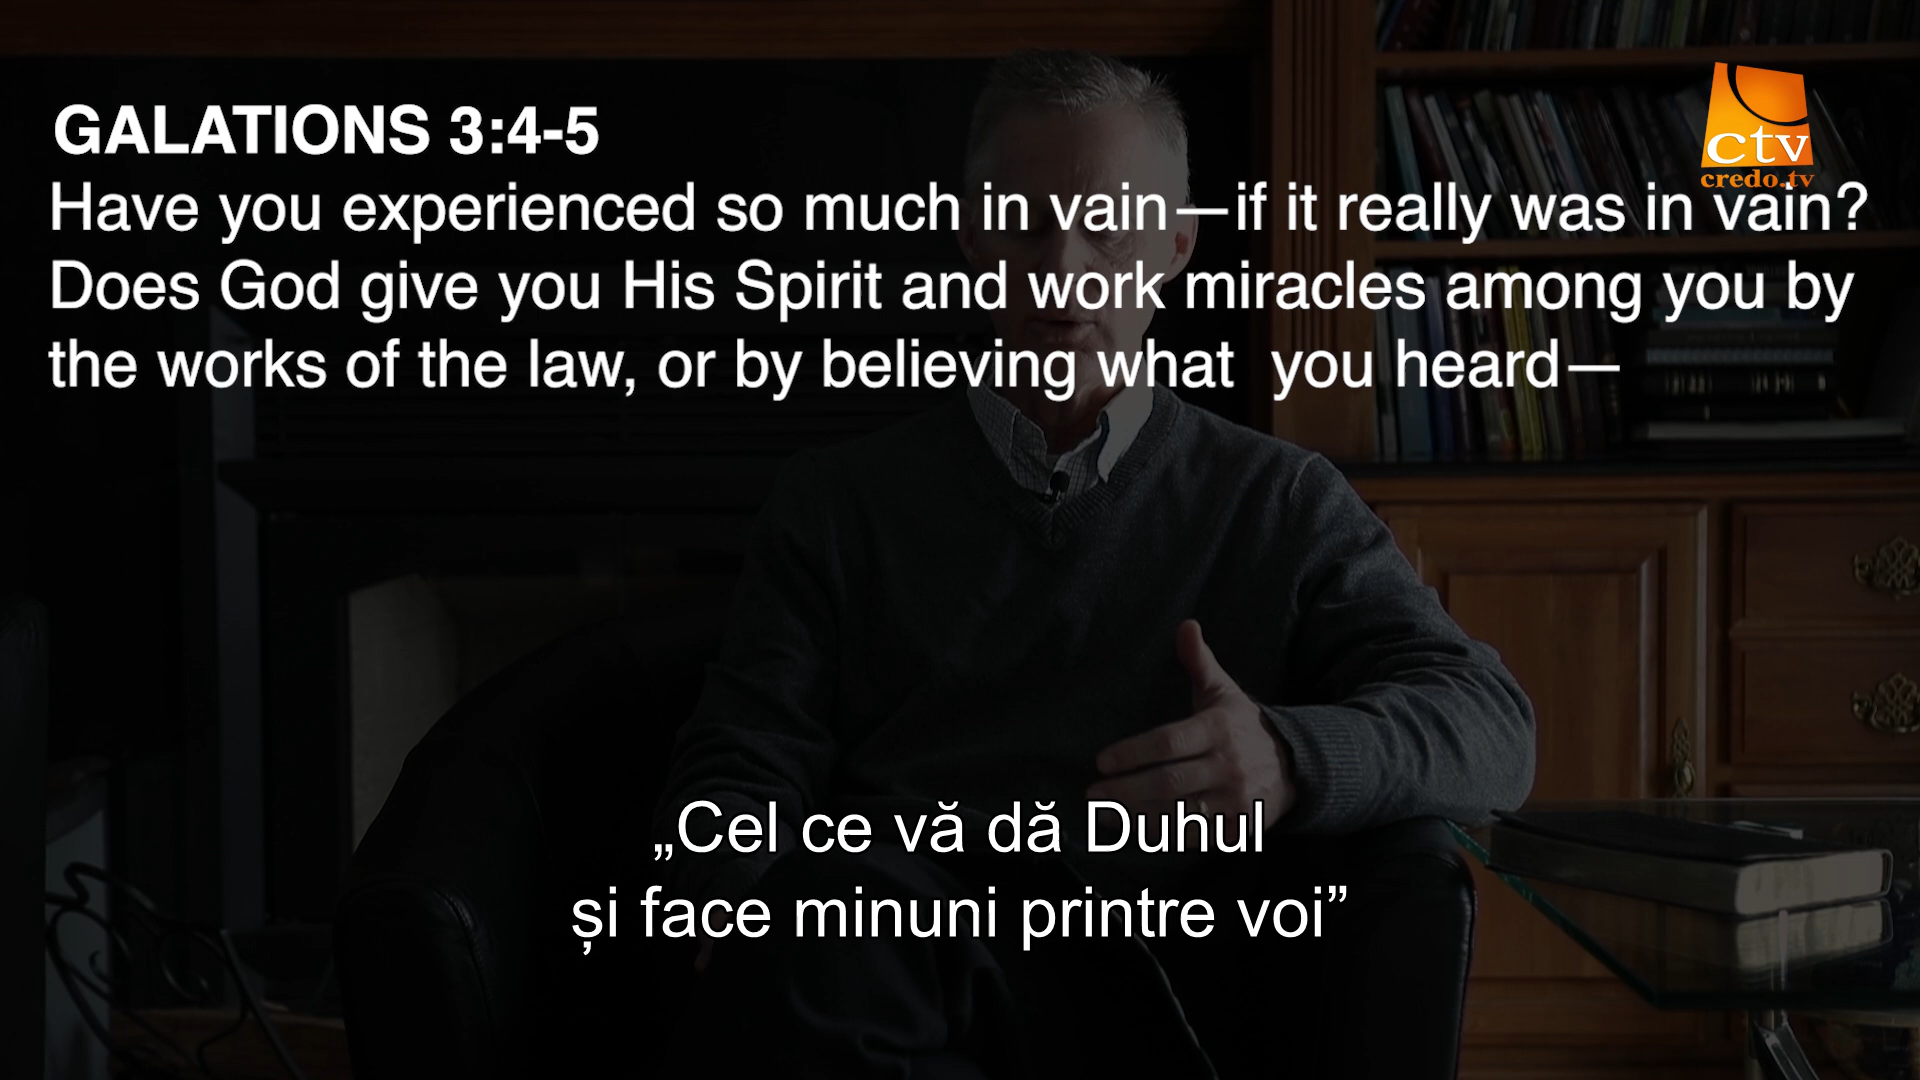 GALATIONS 3:4-5
ctv
credo.tv
Have you experienced so much in vain—if it really was in vain?
Does God give you His Spirit and work miracles among you by
the works of the law, or by believing what you heard—
„Cel ce vă dă Duhul
și face minuni printre voi”